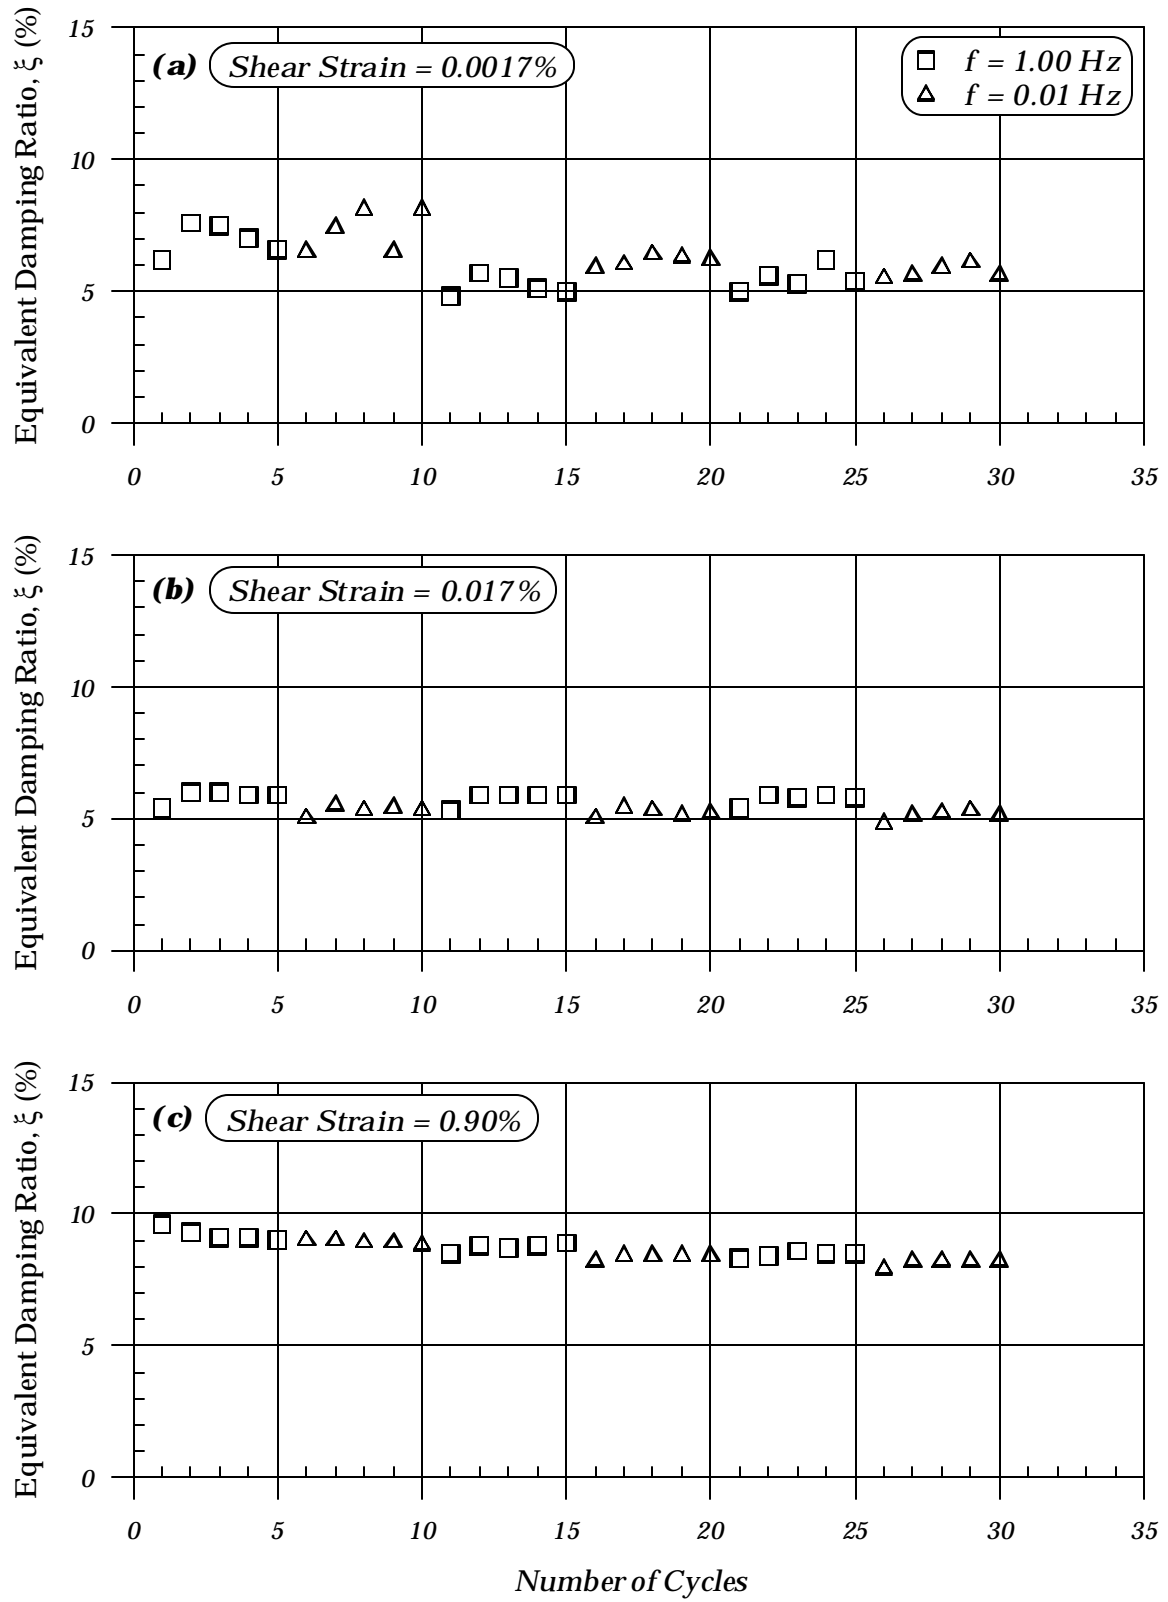 Equivalent Damping Ratio, ξ (%)
15
10
5
0
(a) Shear Strain = 0.0017%
f = 1.00 Hz
f = 0.01 Hz
0 5 10 15 20 25 30 35
Equivalent Damping Ratio, ξ (%)
15
10
5
0
(b) Shear Strain = 0.017%
0 5 10 15 20 25 30 35
Equivalent Damping Ratio, ξ (%)
15
10
5
0
(c) Shear Strain = 0.90%
0 5 10 15 20 25 30 35
Number of Cycles